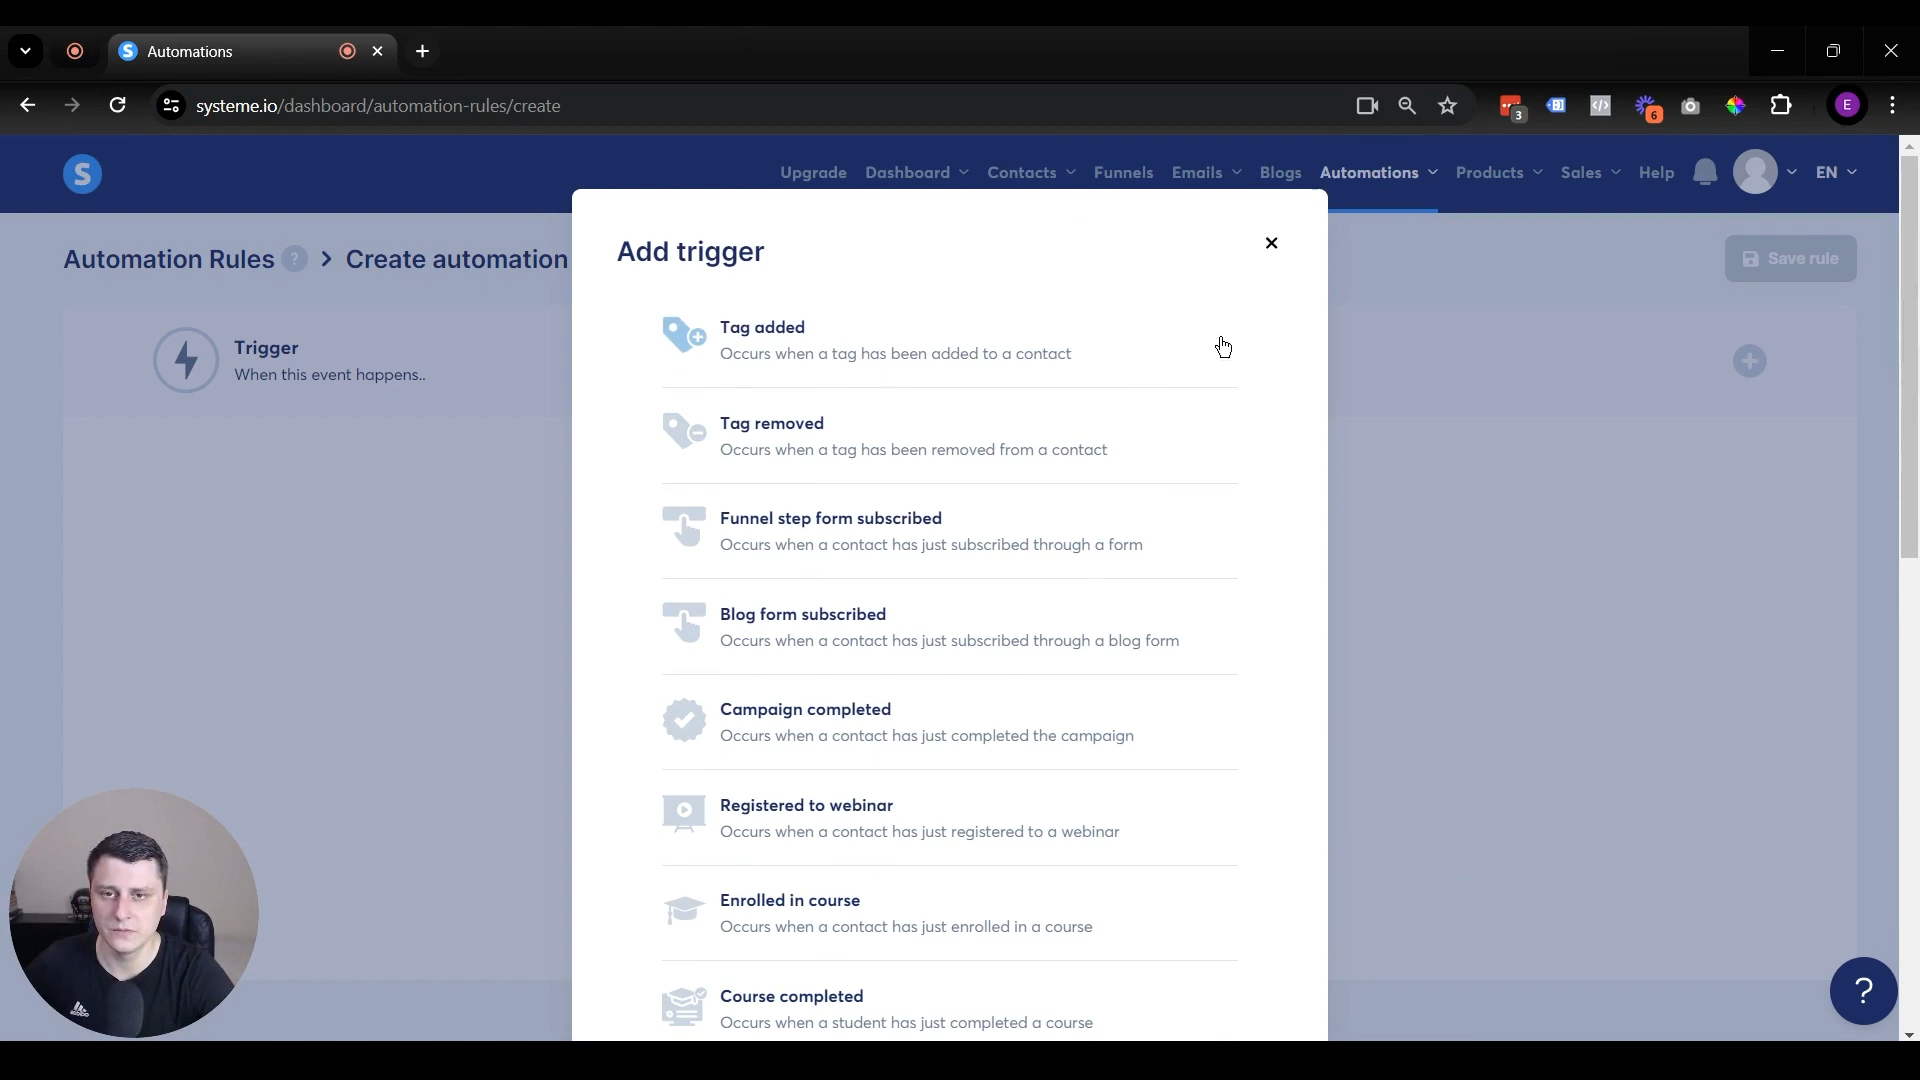 Automations
systeme.io/dashboard/automation-rules/create
3
6
E
S
Upgrade Dashboard Contacts Funnels Emails Blogs Automations Products Sales Help EN
Automation Rules ? > Create automation
Save rule
Trigger
When this event happens..
Add trigger
Tag added
Occurs when a tag has been added to a contact
Tag removed
Occurs when a tag has been removed from a contact
Funnel step form subscribed
Occurs when a contact has just subscribed through a form
Blog form subscribed
Occurs when a contact has just subscribed through a blog form
Campaign completed
Occurs when a contact has just completed the campaign
Registered to webinar
Occurs when a contact has just registered to a webinar
Enrolled in course
Occurs when a contact has just enrolled in a course
Course completed
Occurs when a student has just completed a course
?